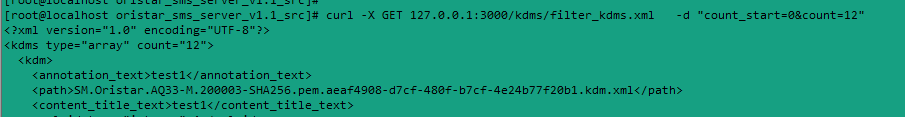 [root@localhost oristar_sms_server_v1.1_src]#
[root@localhost oristar_sms_server_v1.1_src]# curl -X GET 127.0.0.1:3000/kdms/filter_kdms.xml   -d "count_start=0&count=12"
<?xml version="1.0" encoding="UTF-8"?>
<kdms type="array" count="12">
  <kdm>
    <annotation_text>test1</annotation_text>
    <path>SM.Oristar.AQ33-M.200003-SHA256.pem.aeaf4908-d7cf-480f-b7cf-4e24b77f20b1.kdm.xml</path>
    <content_title_text>test1</content_title_text>